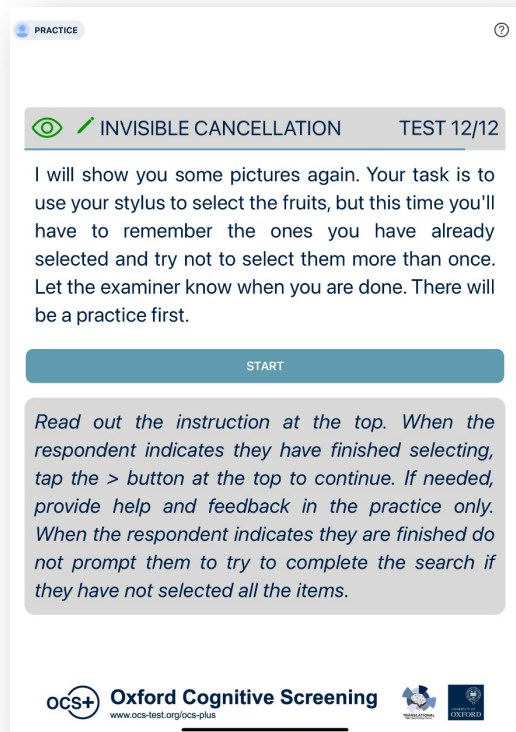 PRACTICE
INVISIBLE CANCELLATION TEST 12/12
I will show you some pictures again. Your task is to
use your stylus to select the fruits, but this time you'll
have to remember the ones you have already
selected and try not to select them more than once.
Let the examiner know when you are done. There will
be a practice first.
START
Read out the instruction at the top. When the
respondent indicates they have finished selecting,
tap the > button at the top to continue. If needed,
provide help and feedback in the practice only.
When the respondent indicates they are finished do
not prompt them to try to complete the search if
they have not selected all the items.
ocs+ Oxford Cognitive Screening
www.ocs-test.org/ocs-plus
TRANSLATIONAL
UNIVERSITY OF
OXFORD